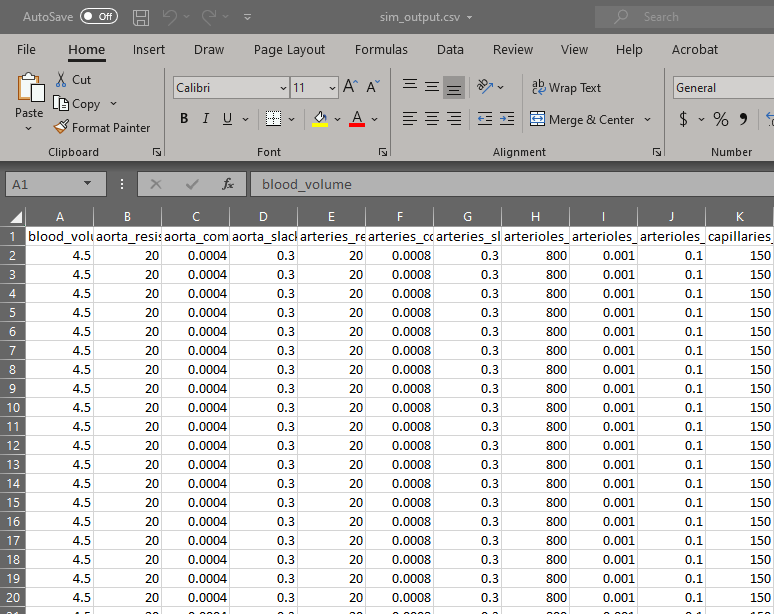 AutoSave Off sim_output.csv Search
File Home Insert Draw Page Layout Formulas Data Review View Help Acrobat
Cut
Calibri 11 A A ab Wrap Text General
Copy
Paste
Format Painter B I U A Merge & Center $ % 9
Clipboard Font Alignment Number
A1 fx blood_volume
A B C D E F G H I J K
1 blood_volu aorta_resis aorta_com aorta_slack arteries_re arteries_co arteries_sl arterioles_ arterioles_ arterioles_ capillaries_
2 4.5 20 0.0004 0.3 20 0.0008 0.3 800 0.001 0.1 150
3 4.5 20 0.0004 0.3 20 0.0008 0.3 800 0.001 0.1 150
4 4.5 20 0.0004 0.3 20 0.0008 0.3 800 0.001 0.1 150
5 4.5 20 0.0004 0.3 20 0.0008 0.3 800 0.001 0.1 150
6 4.5 20 0.0004 0.3 20 0.0008 0.3 800 0.001 0.1 150
7 4.5 20 0.0004 0.3 20 0.0008 0.3 800 0.001 0.1 150
8 4.5 20 0.0004 0.3 20 0.0008 0.3 800 0.001 0.1 150
9 4.5 20 0.0004 0.3 20 0.0008 0.3 800 0.001 0.1 150
10 4.5 20 0.0004 0.3 20 0.0008 0.3 800 0.001 0.1 150
11 4.5 20 0.0004 0.3 20 0.0008 0.3 800 0.001 0.1 150
12 4.5 20 0.0004 0.3 20 0.0008 0.3 800 0.001 0.1 150
13 4.5 20 0.0004 0.3 20 0.0008 0.3 800 0.001 0.1 150
14 4.5 20 0.0004 0.3 20 0.0008 0.3 800 0.001 0.1 150
15 4.5 20 0.0004 0.3 20 0.0008 0.3 800 0.001 0.1 150
16 4.5 20 0.0004 0.3 20 0.0008 0.3 800 0.001 0.1 150
17 4.5 20 0.0004 0.3 20 0.0008 0.3 800 0.001 0.1 150
18 4.5 20 0.0004 0.3 20 0.0008 0.3 800 0.001 0.1 150
19 4.5 20 0.0004 0.3 20 0.0008 0.3 800 0.001 0.1 150
20 4.5 20 0.0004 0.3 20 0.0008 0.3 800 0.001 0.1 150